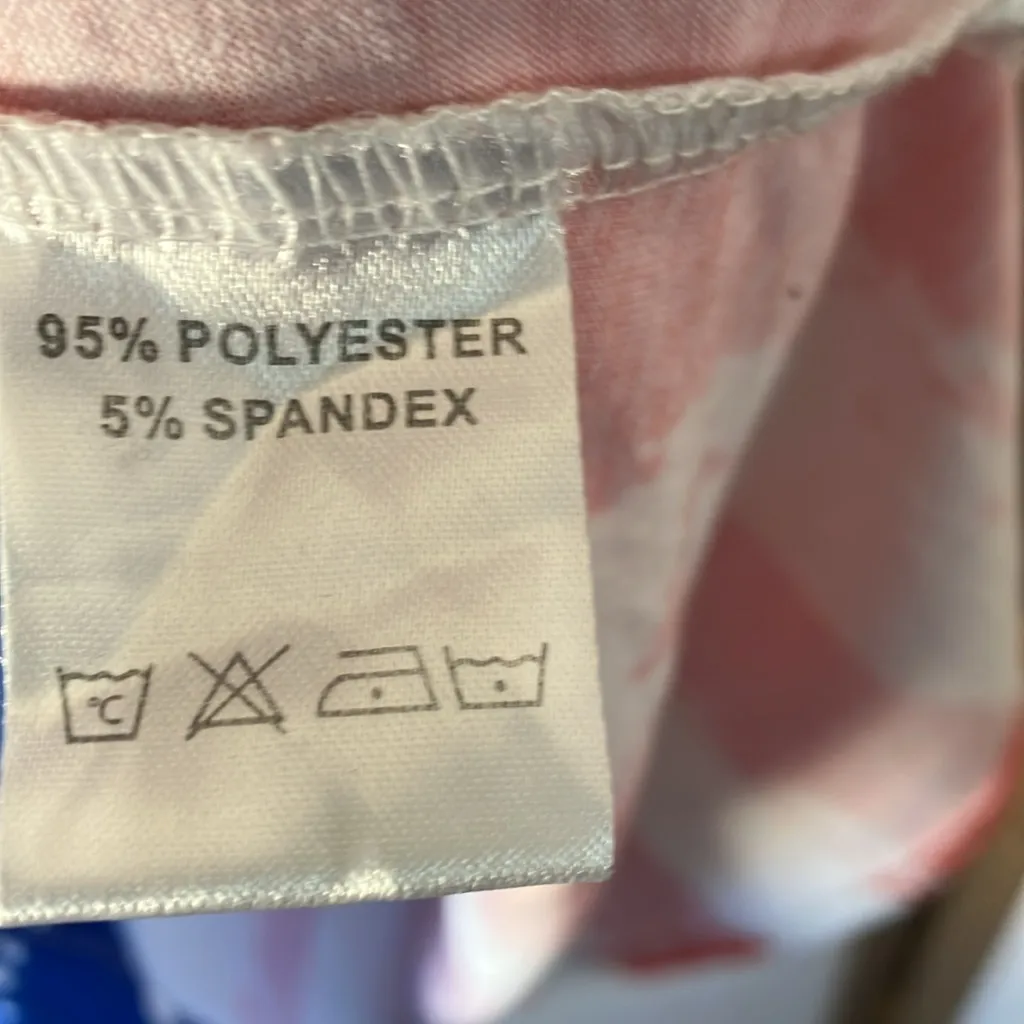 95% POLYESTER
5% SPANDEX
°C